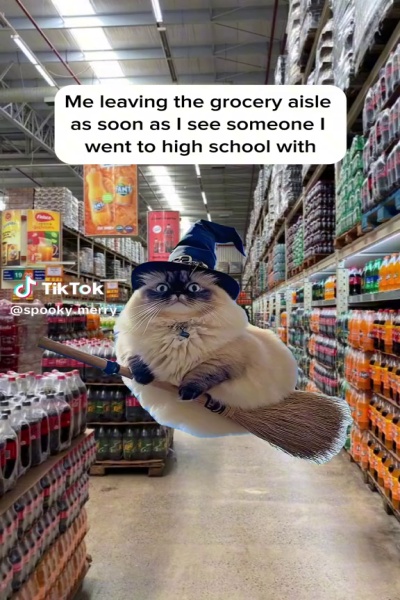 Me leaving the grocery aisle
as soon as I see someone I
went to high school with
TikTok
@spooky.merry